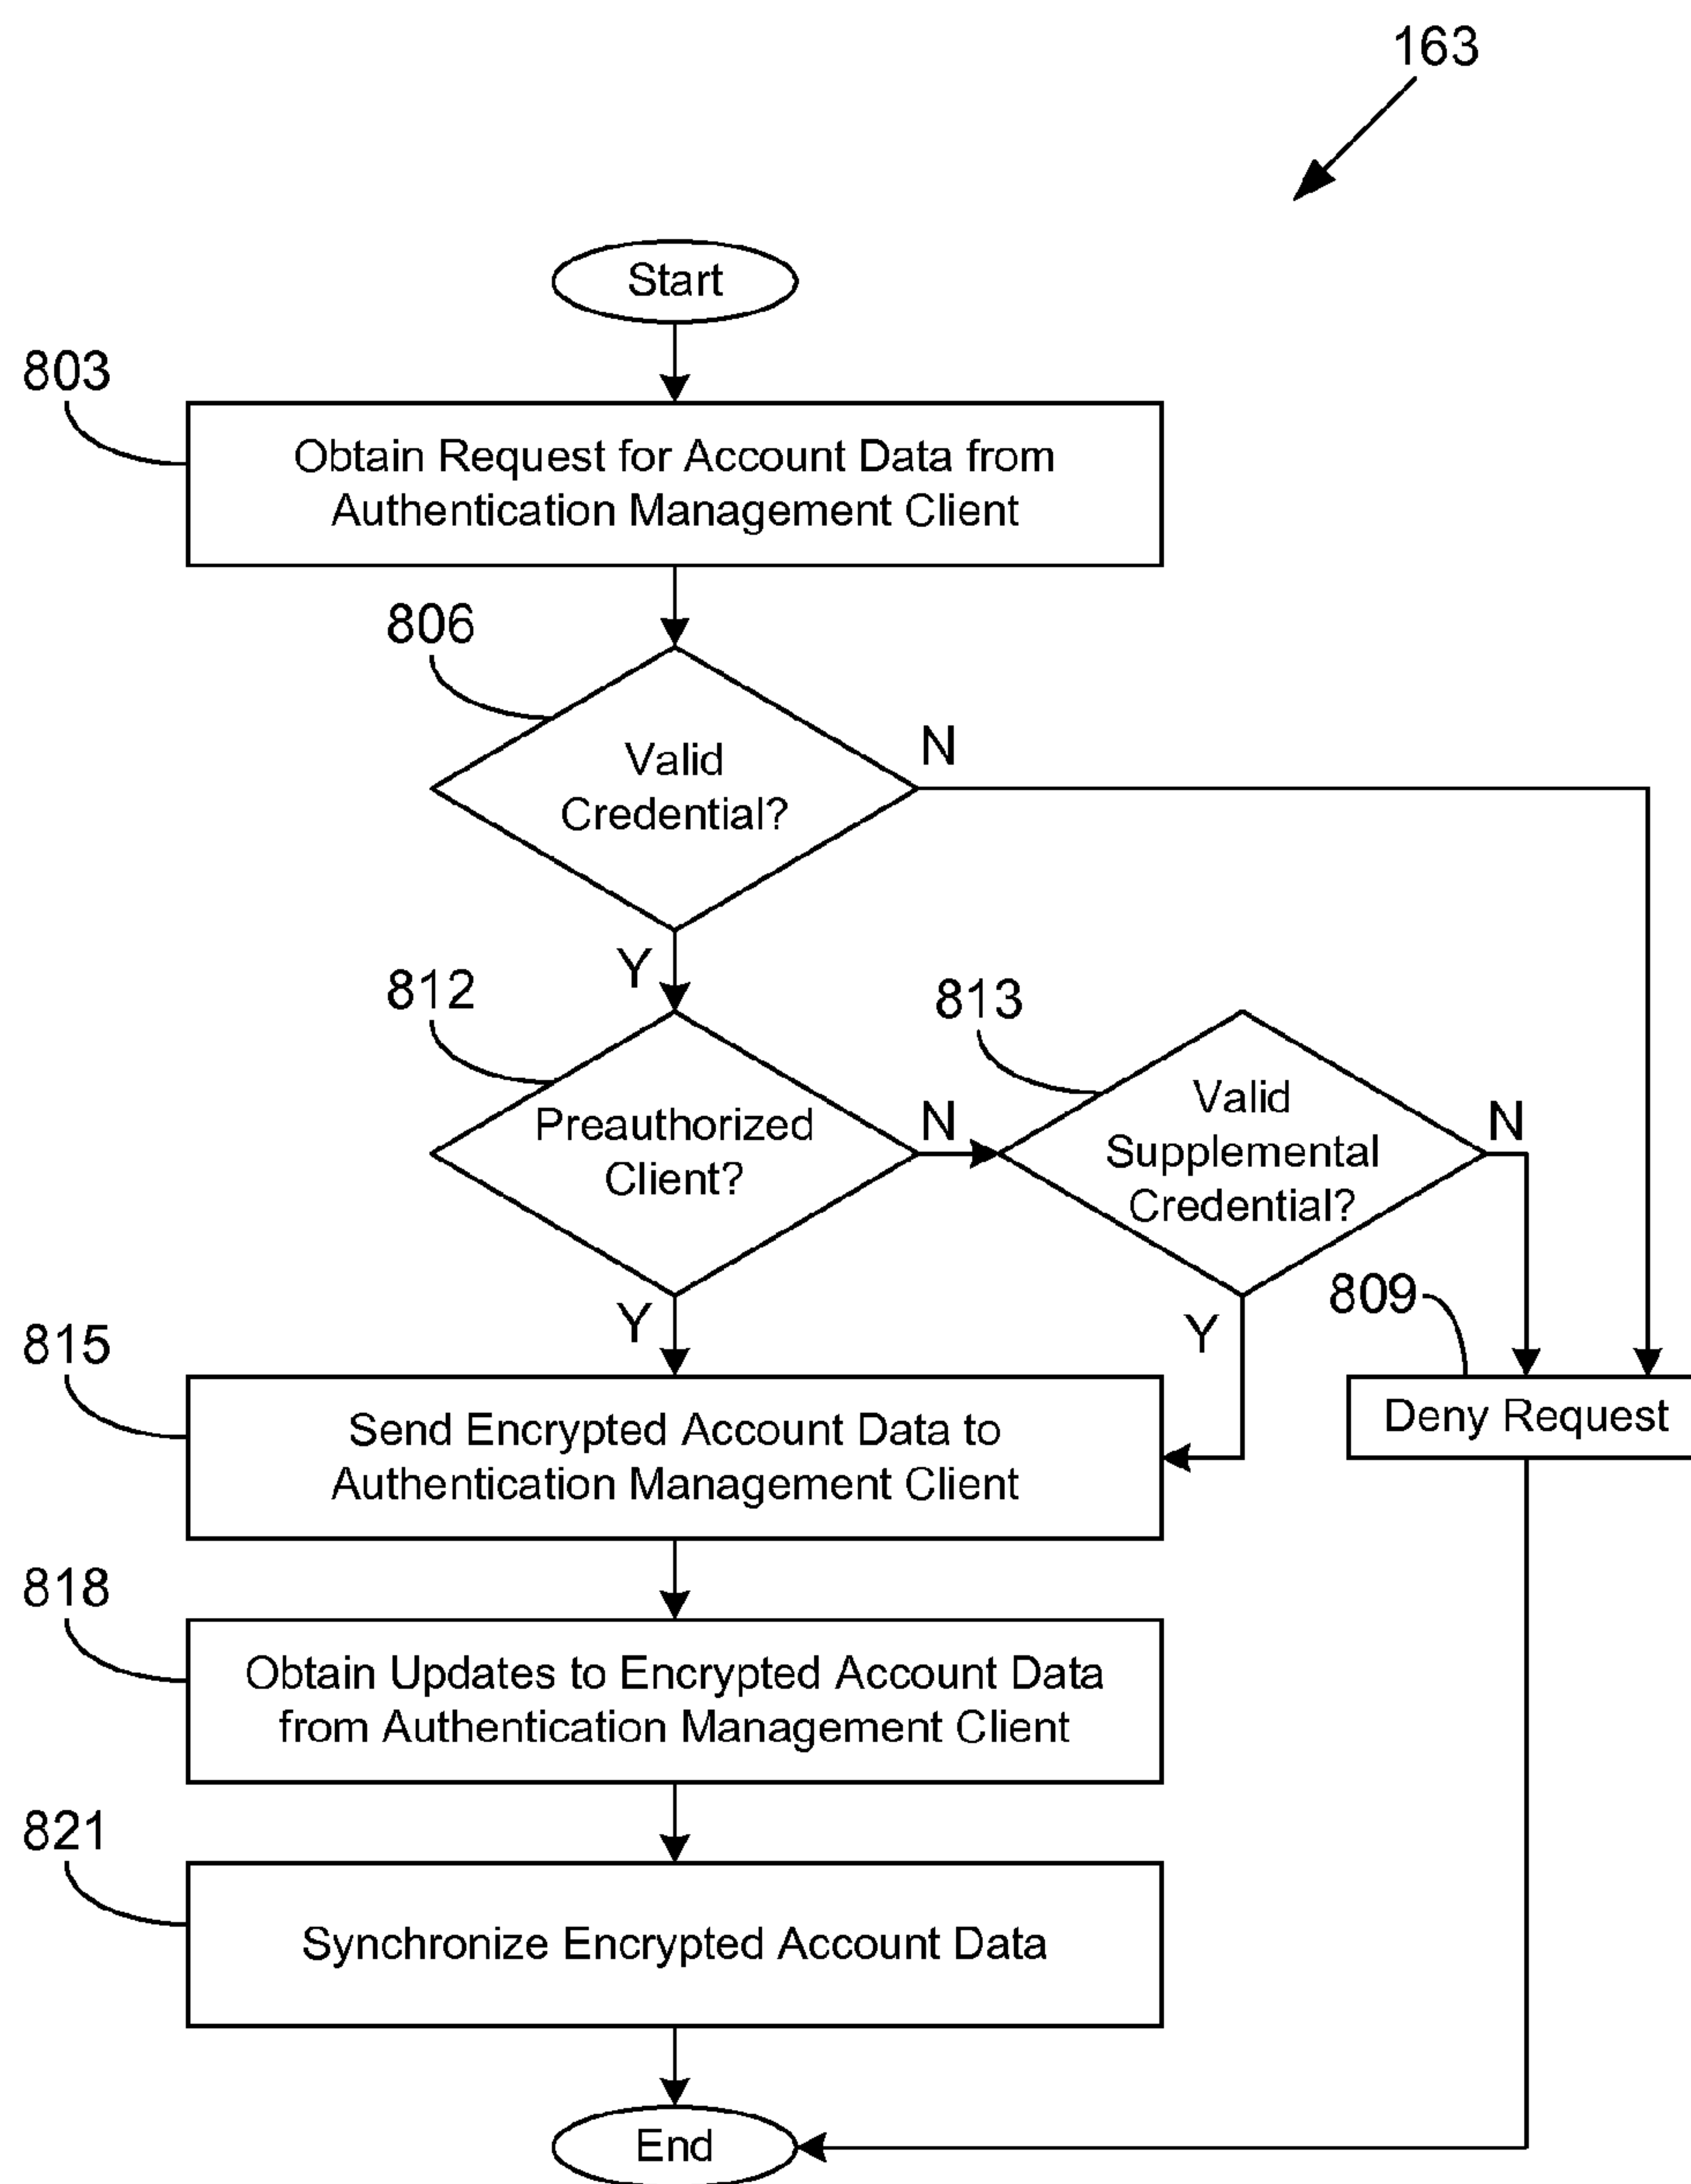 163
Start
803
Obtain Request for Account Data from
Authentication Management Client
806
Valid
Credential?
N
Y
812
Preauthorized
Client?
N
813
Valid
Supplemental
Credential?
N
Y
Y
809
Deny Request
815
Send Encrypted Account Data to
Authentication Management Client
818
Obtain Updates to Encrypted Account Data
from Authentication Management Client
821
Synchronize Encrypted Account Data
End